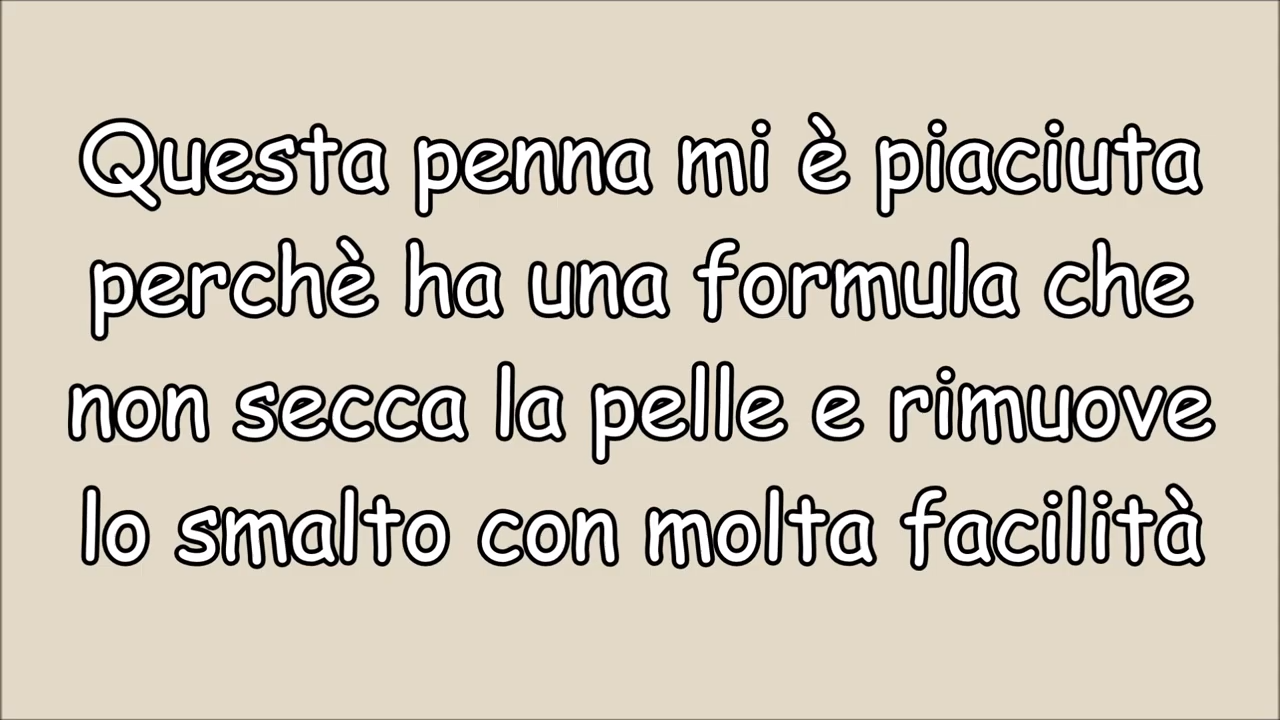 Questa penna mi è piaciuta
perchè ha una formula che
non secca la pelle e rimuove
lo smalto con molta facilità